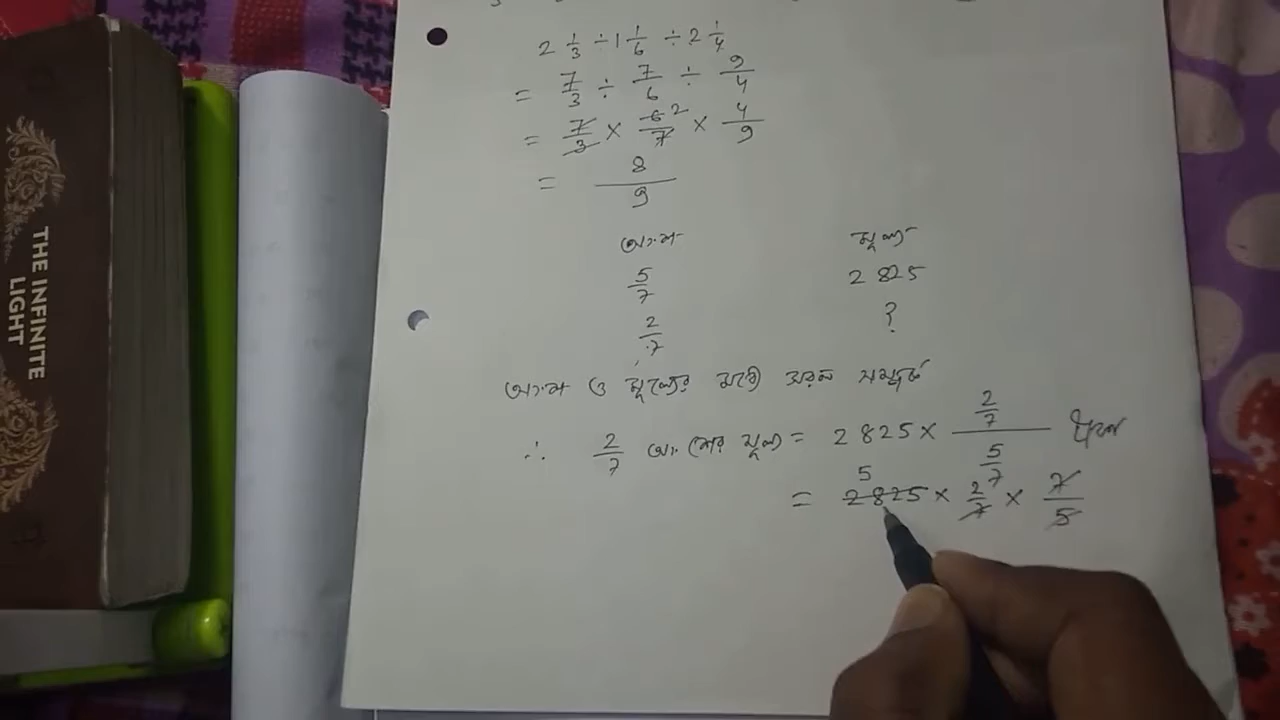 THE INFINITE
LIGHT
2 1/3 ÷ 1 1/6 ÷ 2 1/4
= 7/3 ÷ 7/6 ÷ 9/4
= 7/3 × 6/7 2 × 4/9
= 8/9
অংশ মূল্য
5/7 2825
2/7 ?
অংশ ও মূল্যের মধ্যে সরল সম্পর্ক
∴ 2/7 অংশের মূল্য = 2825 × 2/7 / 5/7
5
= 2825 × 2/7 × 7/5